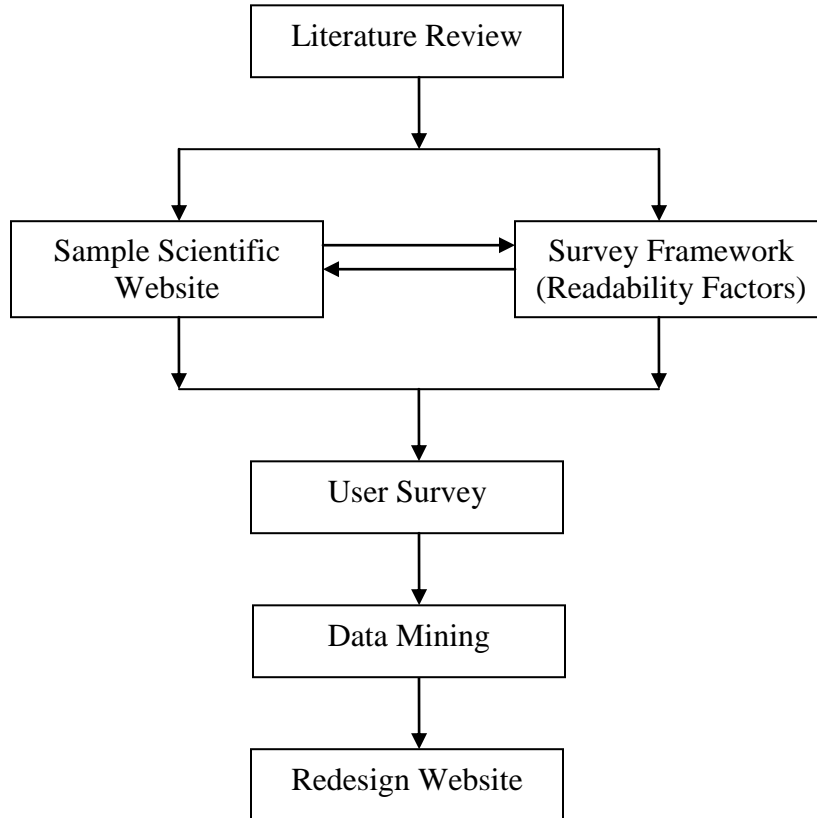 Literature Review
Sample Scientific
Website
Survey Framework
(Readability Factors)
User Survey
Data Mining
Redesign Website